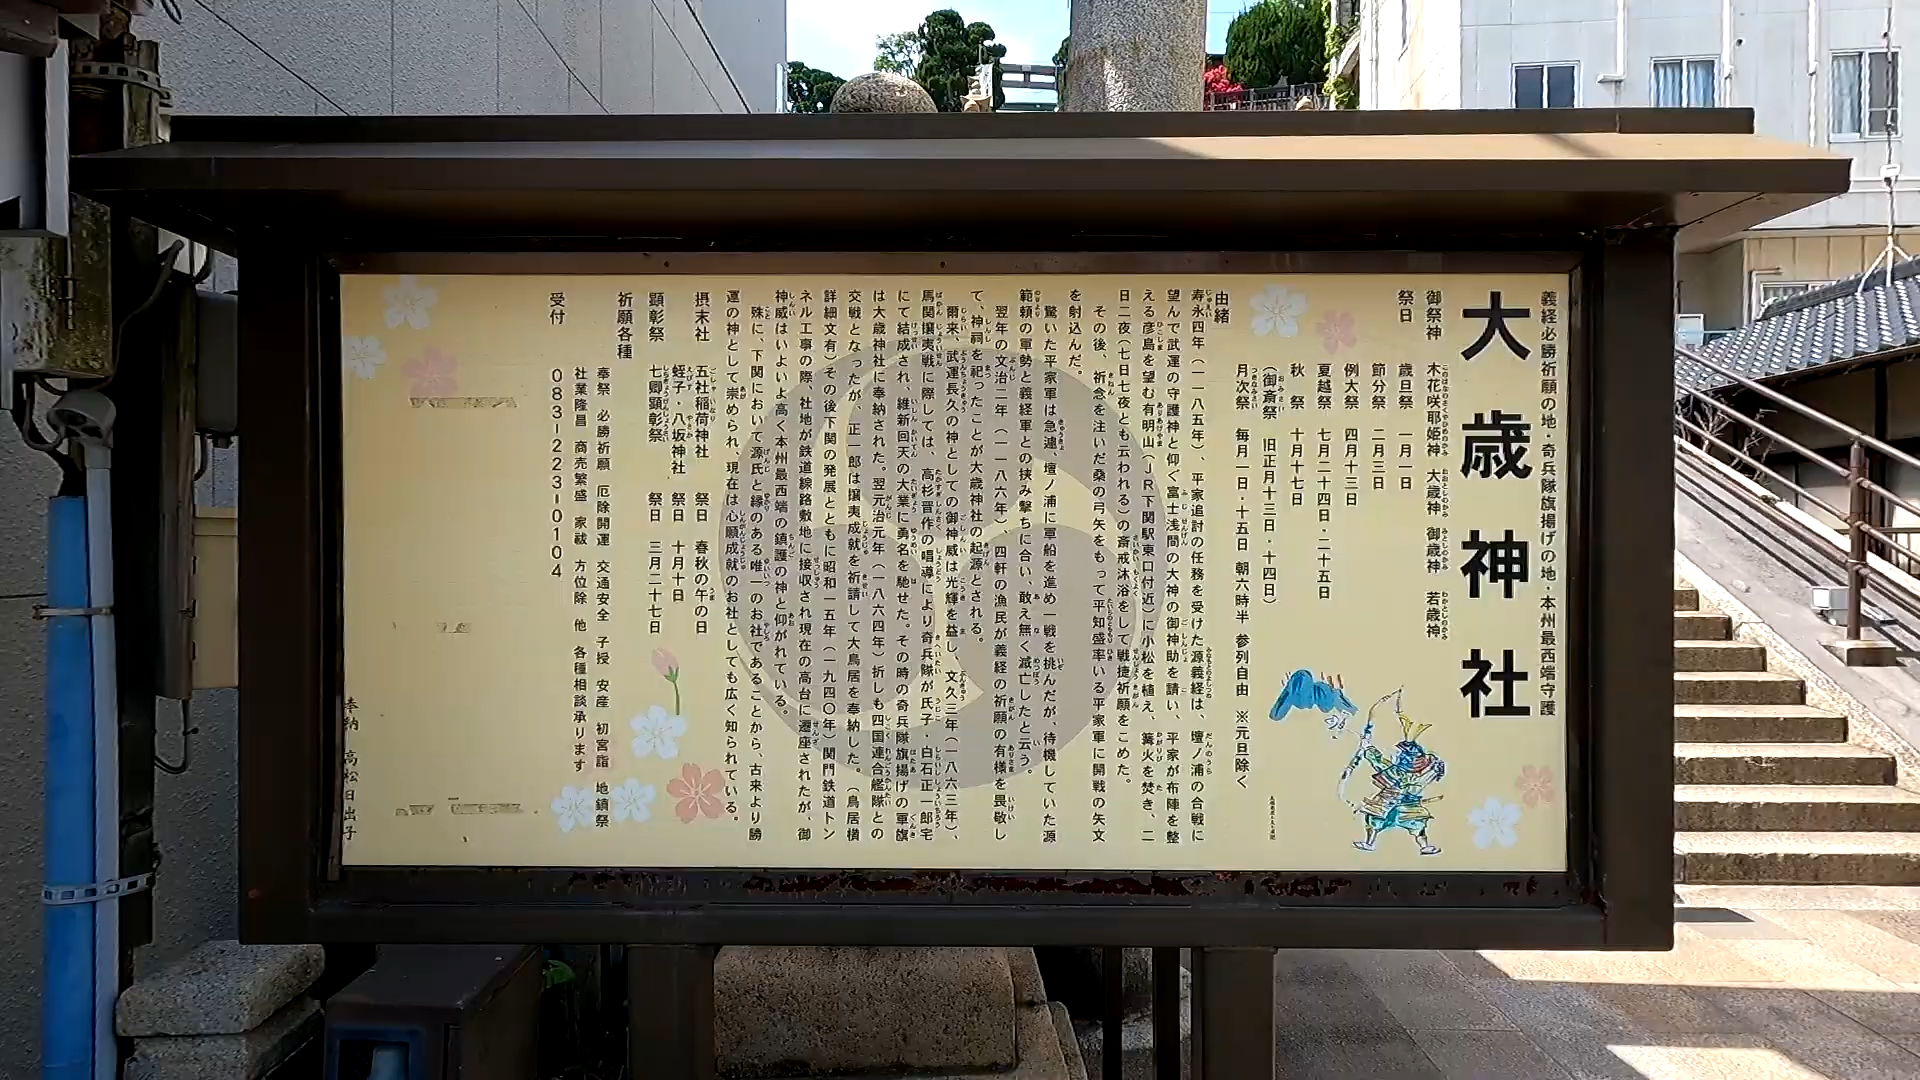 義経必勝祈願の地・奇兵隊旗揚げの地・本州最西端守護
大歳神社
御祭神　木花咲耶姫神　大歳神　御歳神　若歳神
祭日　歳旦祭　一月一日
節分祭　二月三日
例大祭　四月十三日
夏越祭　七月二十四日・二十五日
秋　祭　十月十七日
（御斎祭　旧正月十三日・十四日）
月次祭　毎月一日・十五日　朝六時半　参列自由　※元旦除く
由緒
寿永四年（一一八五年）、平家追討の任務を受けた源義経は、壇ノ浦の合戦に
望んで武運の守護神と仰ぐ富士浅間の大神の御神助を請い、平家が布陣を整
える彦島を望む有明山（ＪＲ下関駅東口付近）に小松を植え、篝火を焚き、二
日二夜（七日七夜とも云われる）の斎戒沐浴をして戦捷祈願をこめた。
その後、祈念を注いだ桑の弓矢をもって平知盛率いる平家軍に開戦の矢文
を射込んだ。
驚いた平家軍は急遽、壇ノ浦に軍船を進め一戦を挑んだが、待機していた源
範頼の軍勢と義経軍との挟み撃ちに合い、敢え無く滅亡したと云う。
翌年の文治二年（一一八六年）、四軒の漁民が義経の祈願の有様を畏敬し
て、神祠を祀ったことが大歳神社の起源とされる。
爾来、武運長久の神としての御神威は光輝を益し、文久三年（一八六三年）、
馬関攘夷戦に際しては、高杉晋作の唱導により奇兵隊が氏子・白石正一郎宅
にて結成され、維新回天の大業に勇名を馳せた。その時の奇兵隊旗揚げの軍旗
は大歳神社に奉納された。翌元治元年（一八六四年）折しも四国連合艦隊との
交戦となったが、正一郎は攘夷成就を祈請して大鳥居を奉納した。（鳥居横
詳細文有）その後下関の発展とともに昭和一五年（一九四〇年）関門鉄道トン
ネル工事の際、社地が鉄道線路敷地に接収され現在の高台に遷座されたが、御
神威はいよいよ高く本州最西端の鎮護の神と仰がれている。
殊に、下関において源氏と縁のある唯一のお社であることから、古来より勝
運の神として崇められ、現在は心願成就のお社としても広く知られている。
摂末社　五社稲荷神社　祭日　春秋の午の日
蛭子・八坂神社　祭日　十月十日
顕彰祭　七卿顕彰祭　祭日　三月二十七日
祈願各種
奉祭　必勝祈願　厄除開運　交通安全　子授　安産　初宮詣　地鎮祭
社業隆昌　商売繁盛　家祓　方位除　他　各種相談承ります
受付　０８３－２２３－０１０４
奉納　高松日出子